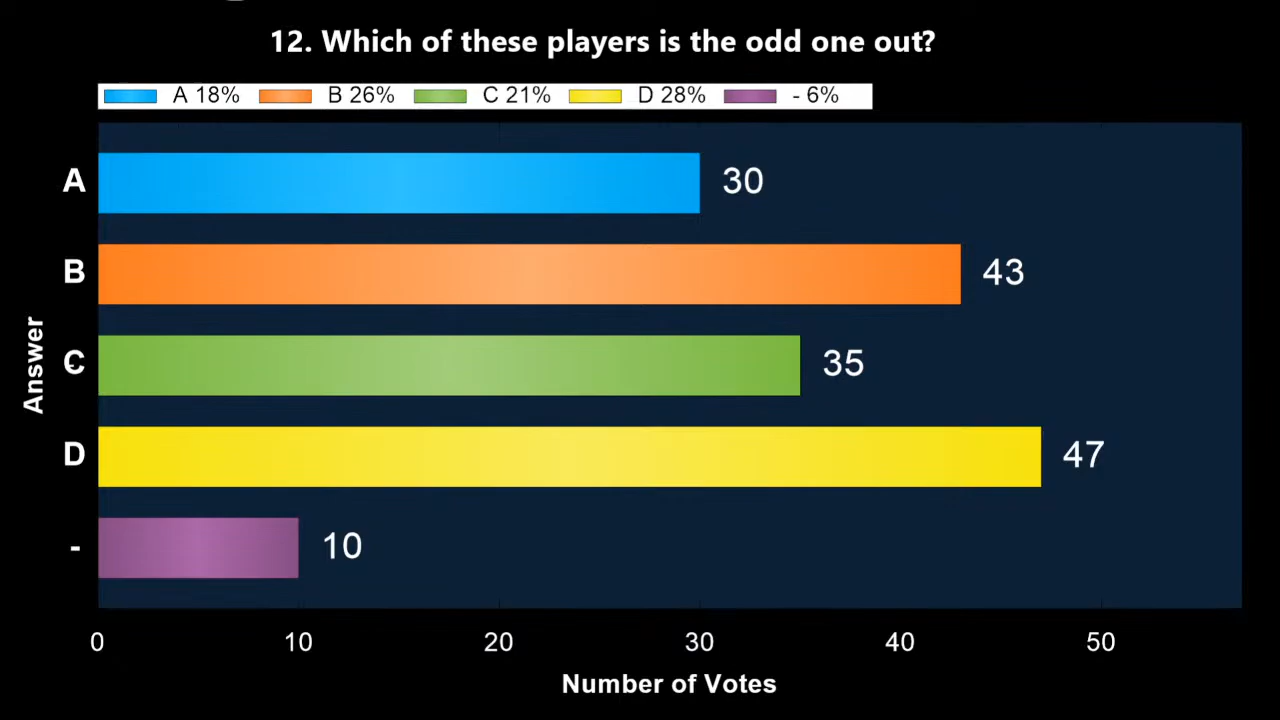 12. Which of these players is the odd one out?
A 18% B 26% C 21% D 28% - 6%
A 30
B 43
C 35
D 47
- 10
Answer
0 10 20 30 40 50
Number of Votes